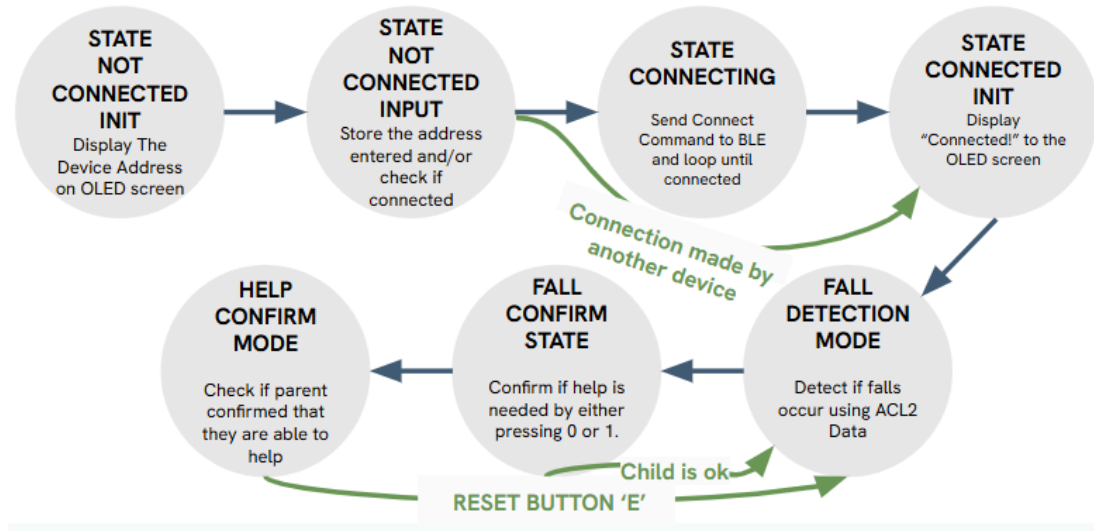 STATE
NOT
CONNECTED
INIT
Display The
Device Address
on OLED screen
STATE
NOT
CONNECTED
INPUT
Store the address
entered and/or
check if
connected
STATE
CONNECTING
Send Connect
Command to BLE
and loop until
connected
STATE
CONNECTED
INIT
Display
“Connected!” to the
OLED screen
Connection made by
another device
HELP
CONFIRM
MODE
Check if parent
confirmed that
they are able to
help
FALL
CONFIRM
STATE
Confirm if help is
needed by either
pressing 0 or 1.
FALL
DETECTION
MODE
Detect if falls
occur using ACL2
Data
Child is ok
RESET BUTTON ‘E’